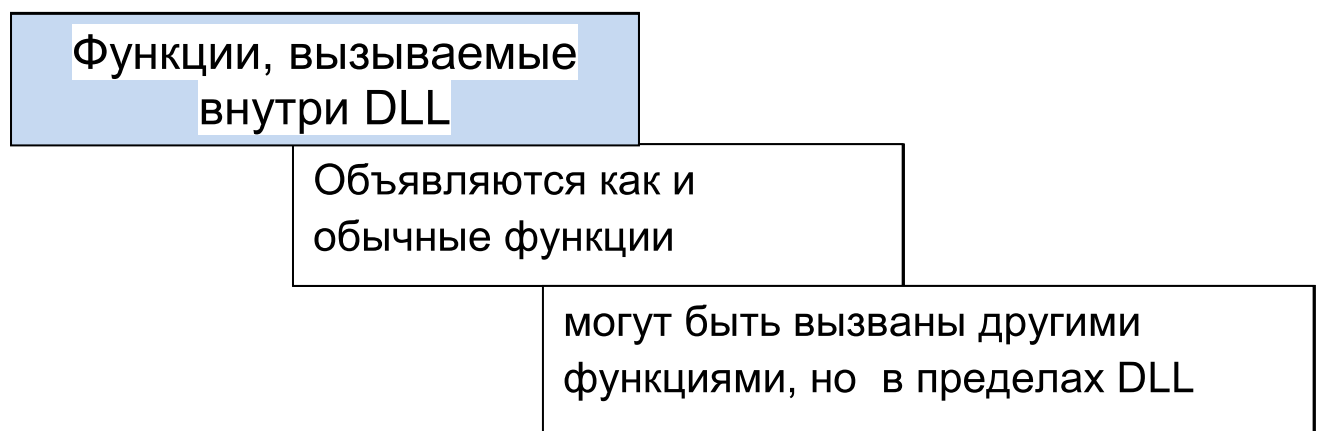 Функции, вызываемые
внутри DLL
Объявляются как и
обычные функции
могут быть вызваны другими
функциями, но  в пределах DLL